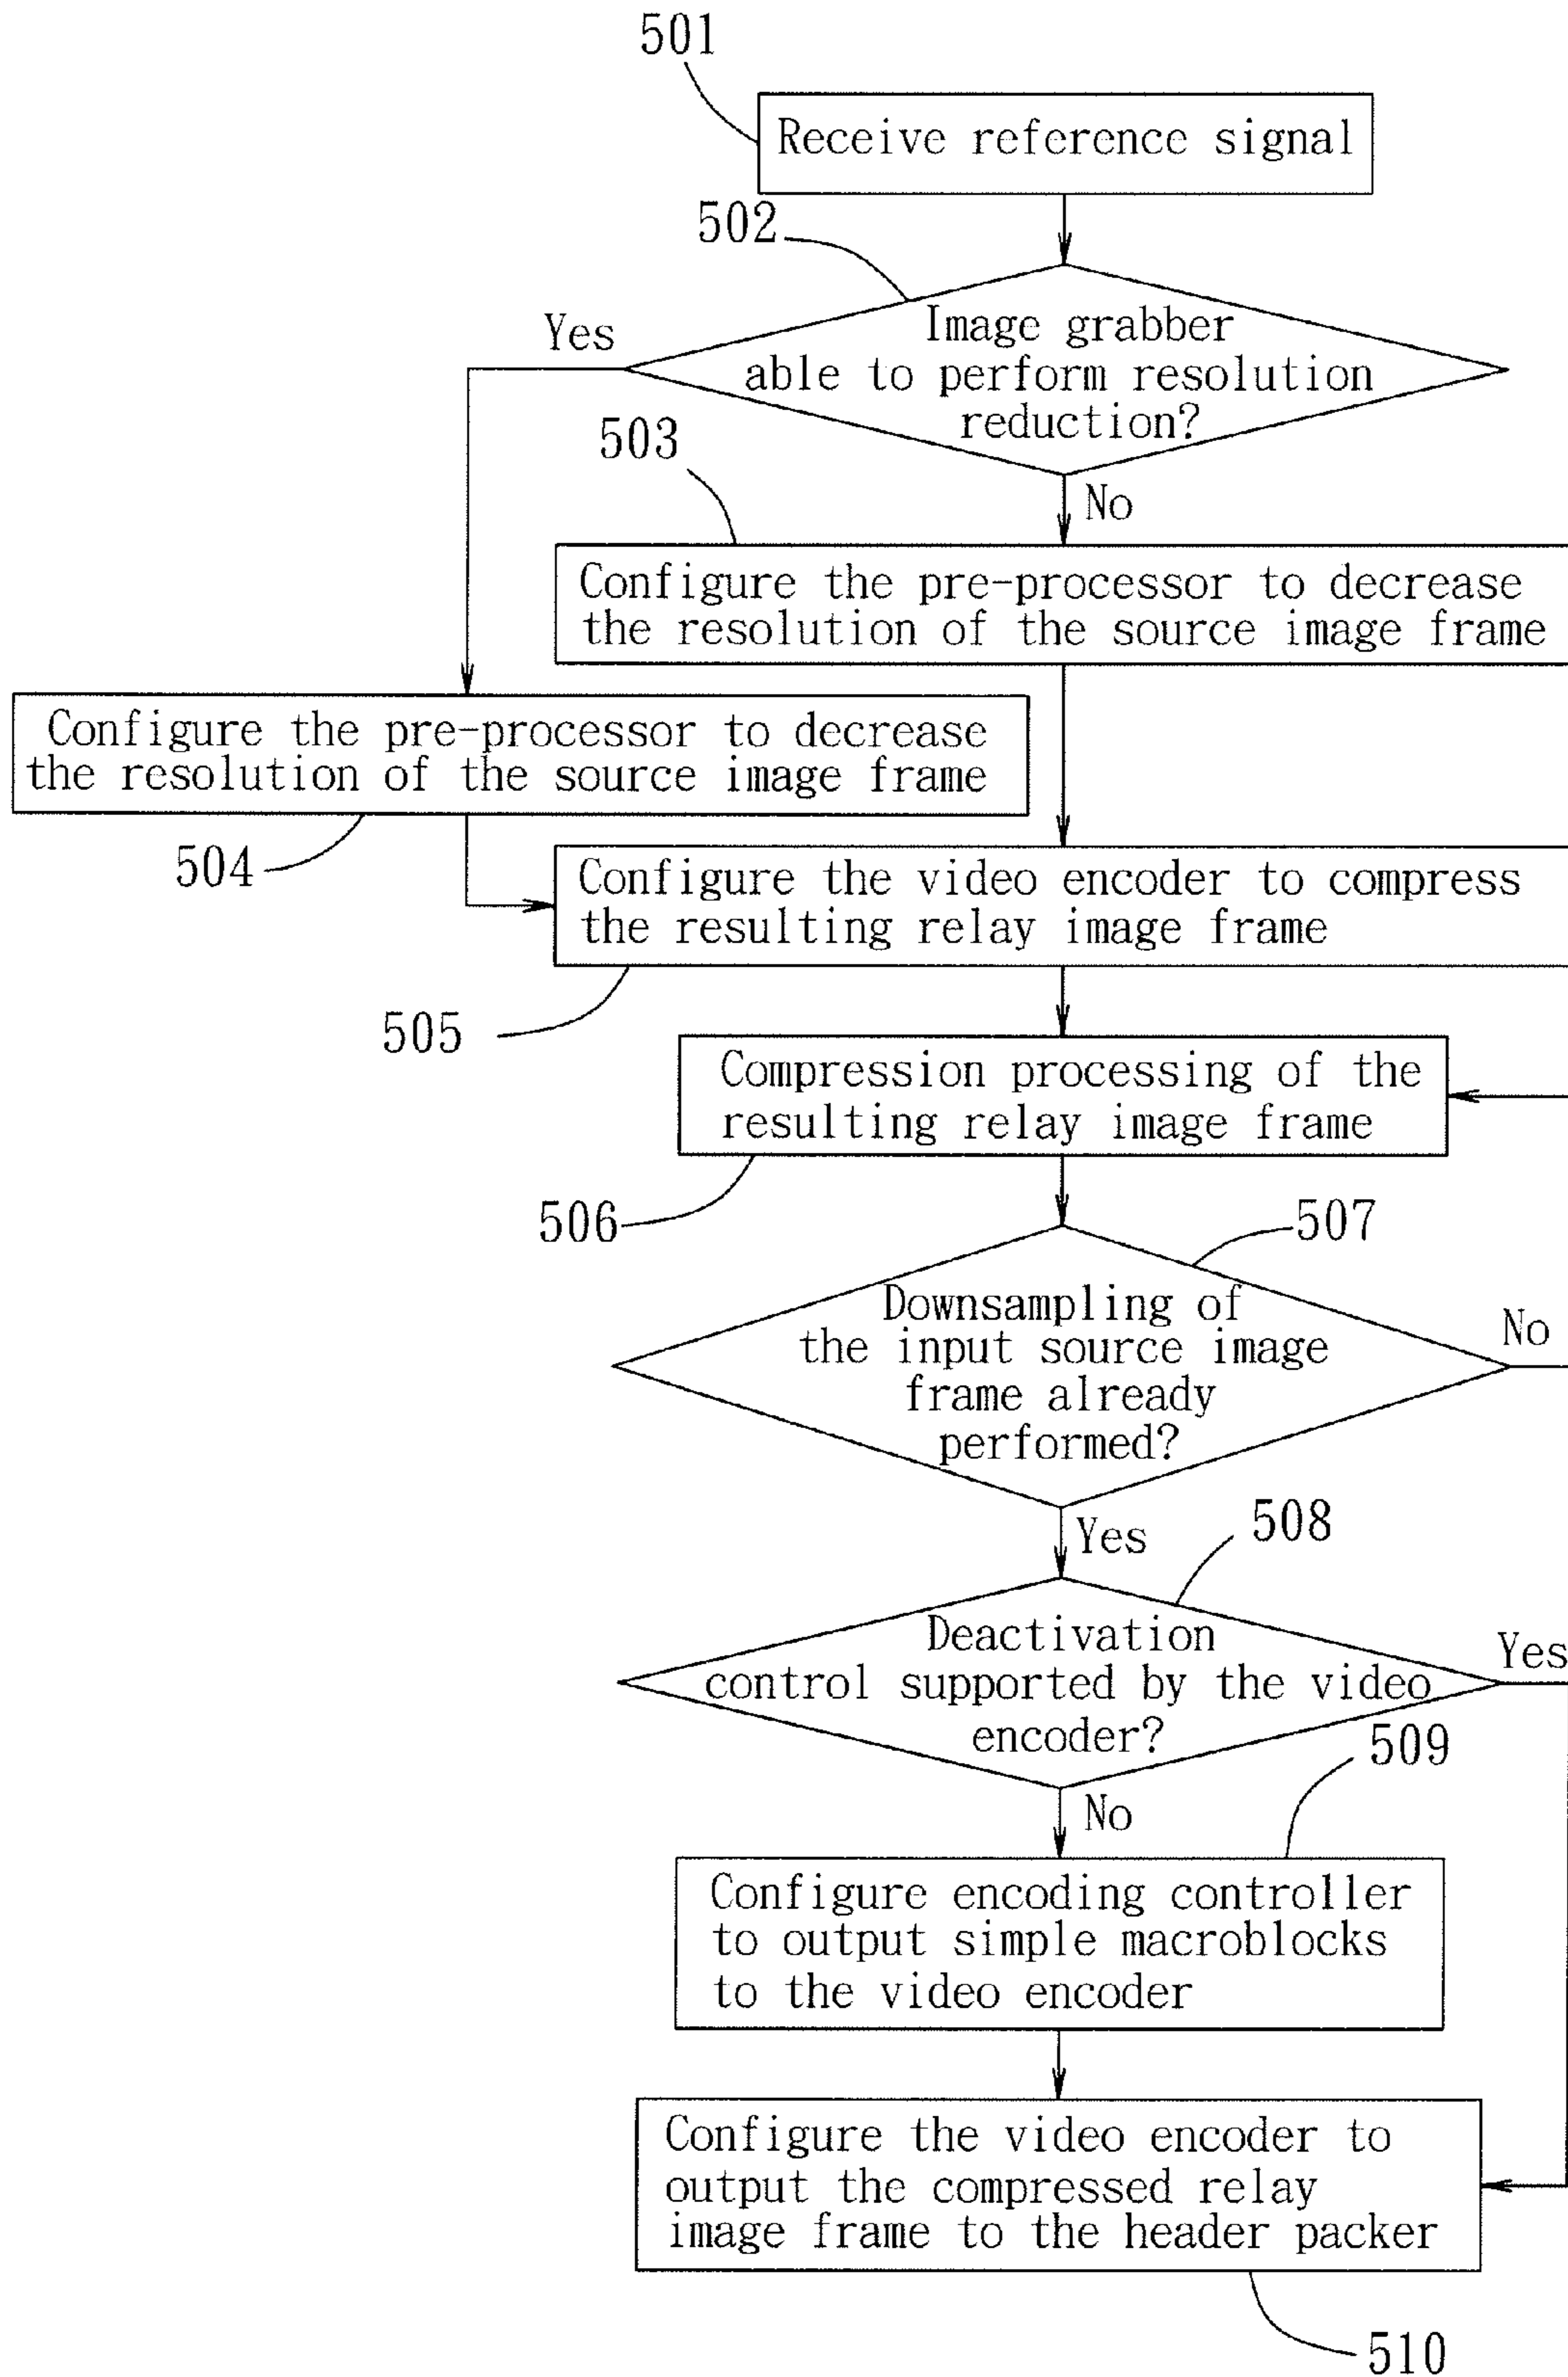 501
Receive reference signal
502
Image grabber
able to perform resolution
reduction?
Yes
503
No
Configure the pre-processor to decrease
the resolution of the source image frame
Configure the pre-processor to decrease
the resolution of the source image frame
504
Configure the video encoder to compress
the resulting relay image frame
505
Compression processing of the
resulting relay image frame
506
507
Downsampling of
the input source image
frame already
performed?
No
Yes
508
Deactivation
control supported by the video
encoder?
Yes
509
No
Configure encoding controller
to output simple macroblocks
to the video encoder
Configure the video encoder to
output the compressed relay
image frame to the header packer
510